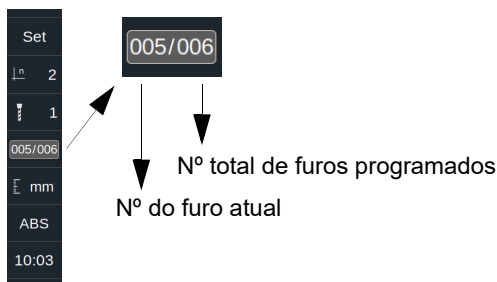 Set
n 2
1
005/006
mm
ABS
10:03
005/006
Nº total de furos programados
Nº do furo atual